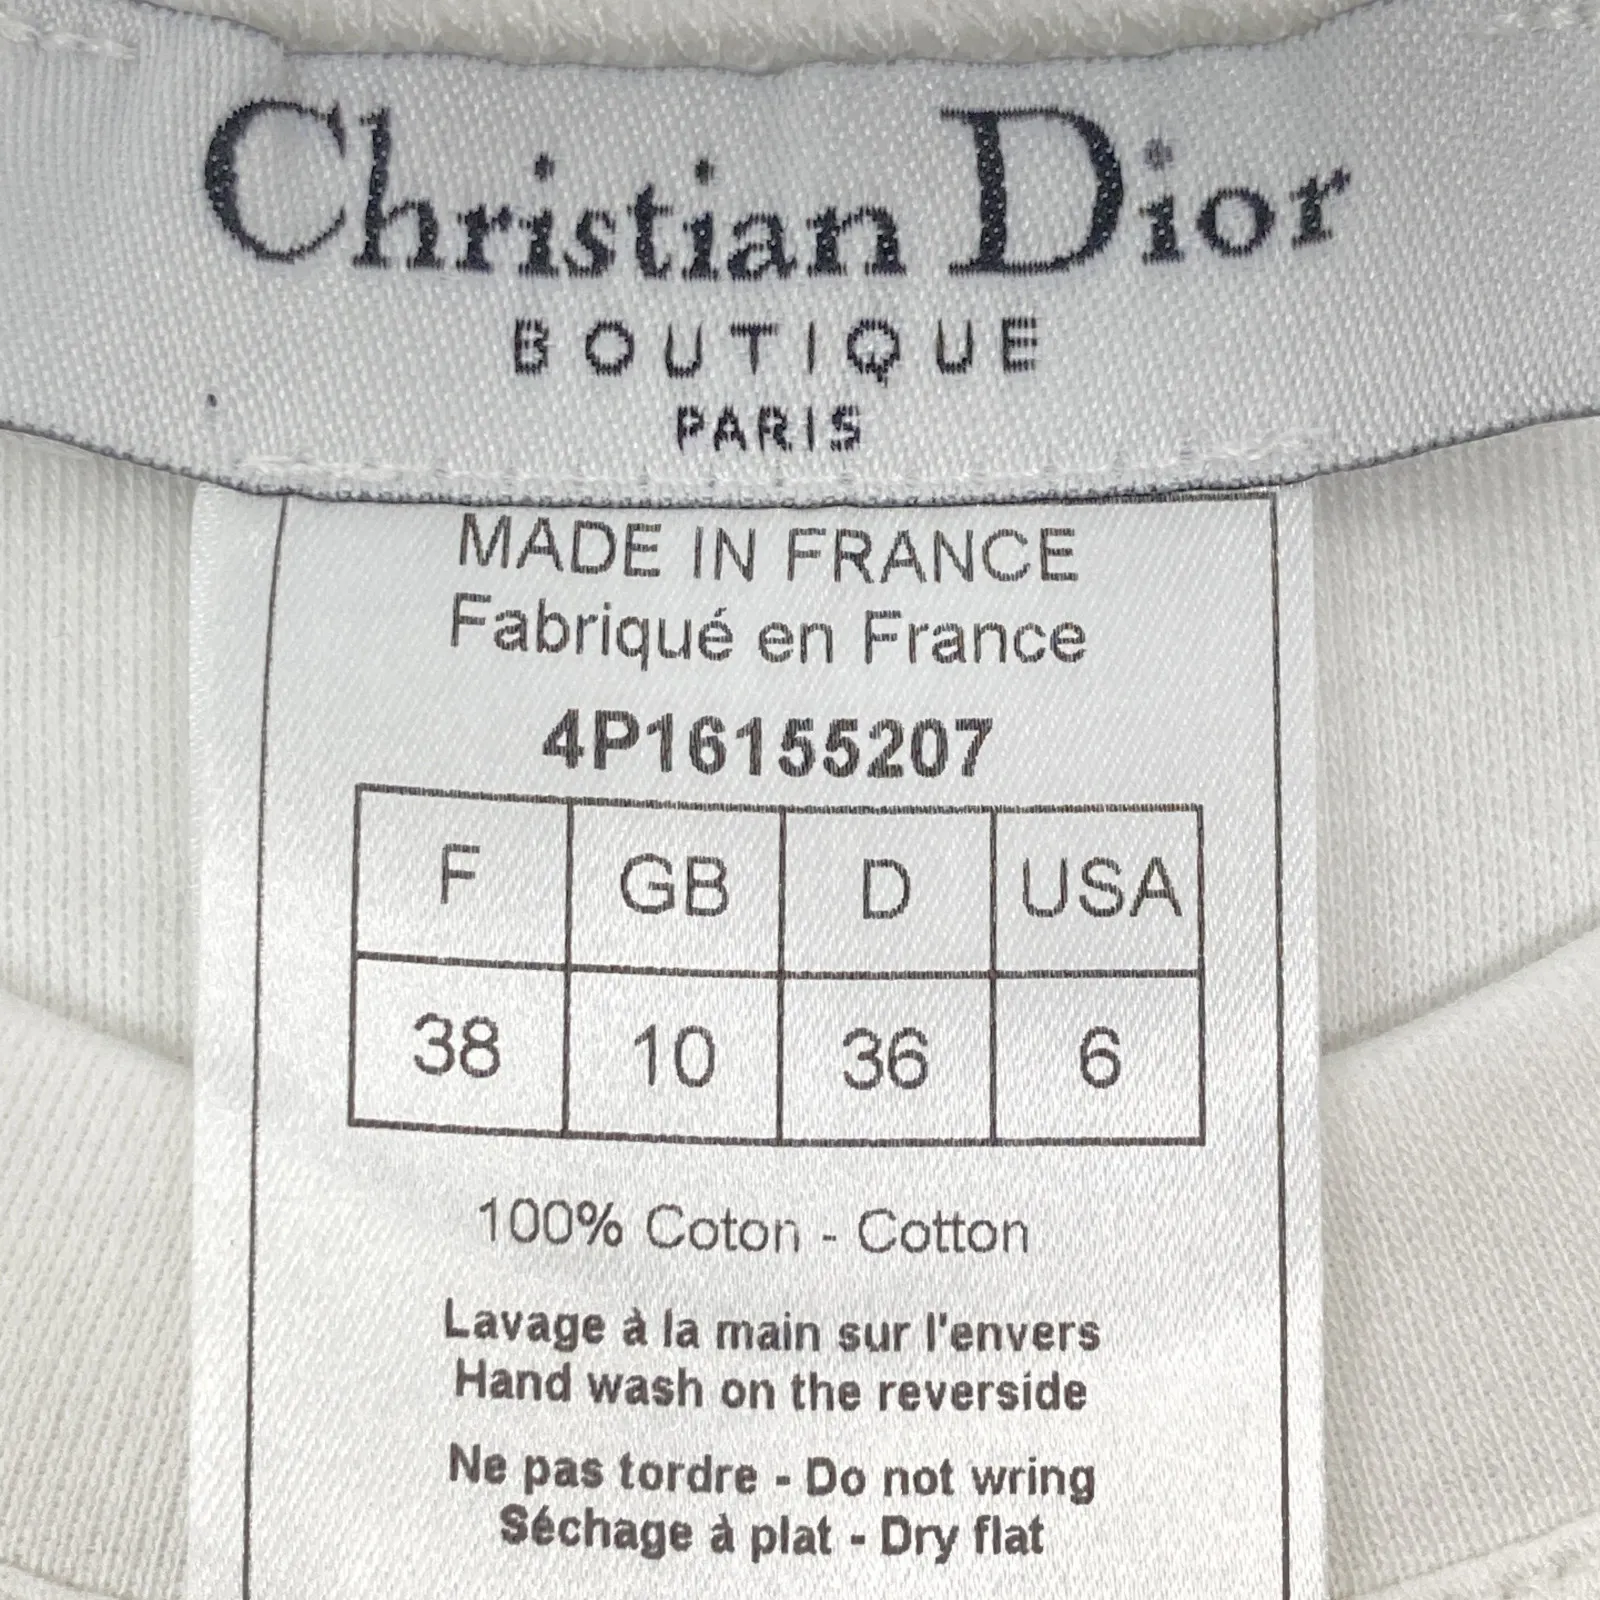 Christian Dior
BOUTIQUE
PARIS
MADE IN FRANCE
Fabriqué en France
4P16155207
F GB D USA
38 10 36 6
100% Coton - Cotton
Lavage à la main sur l'envers
Hand wash on the reverside
Ne pas tordre - Do not wring
Séchage à plat - Dry flat